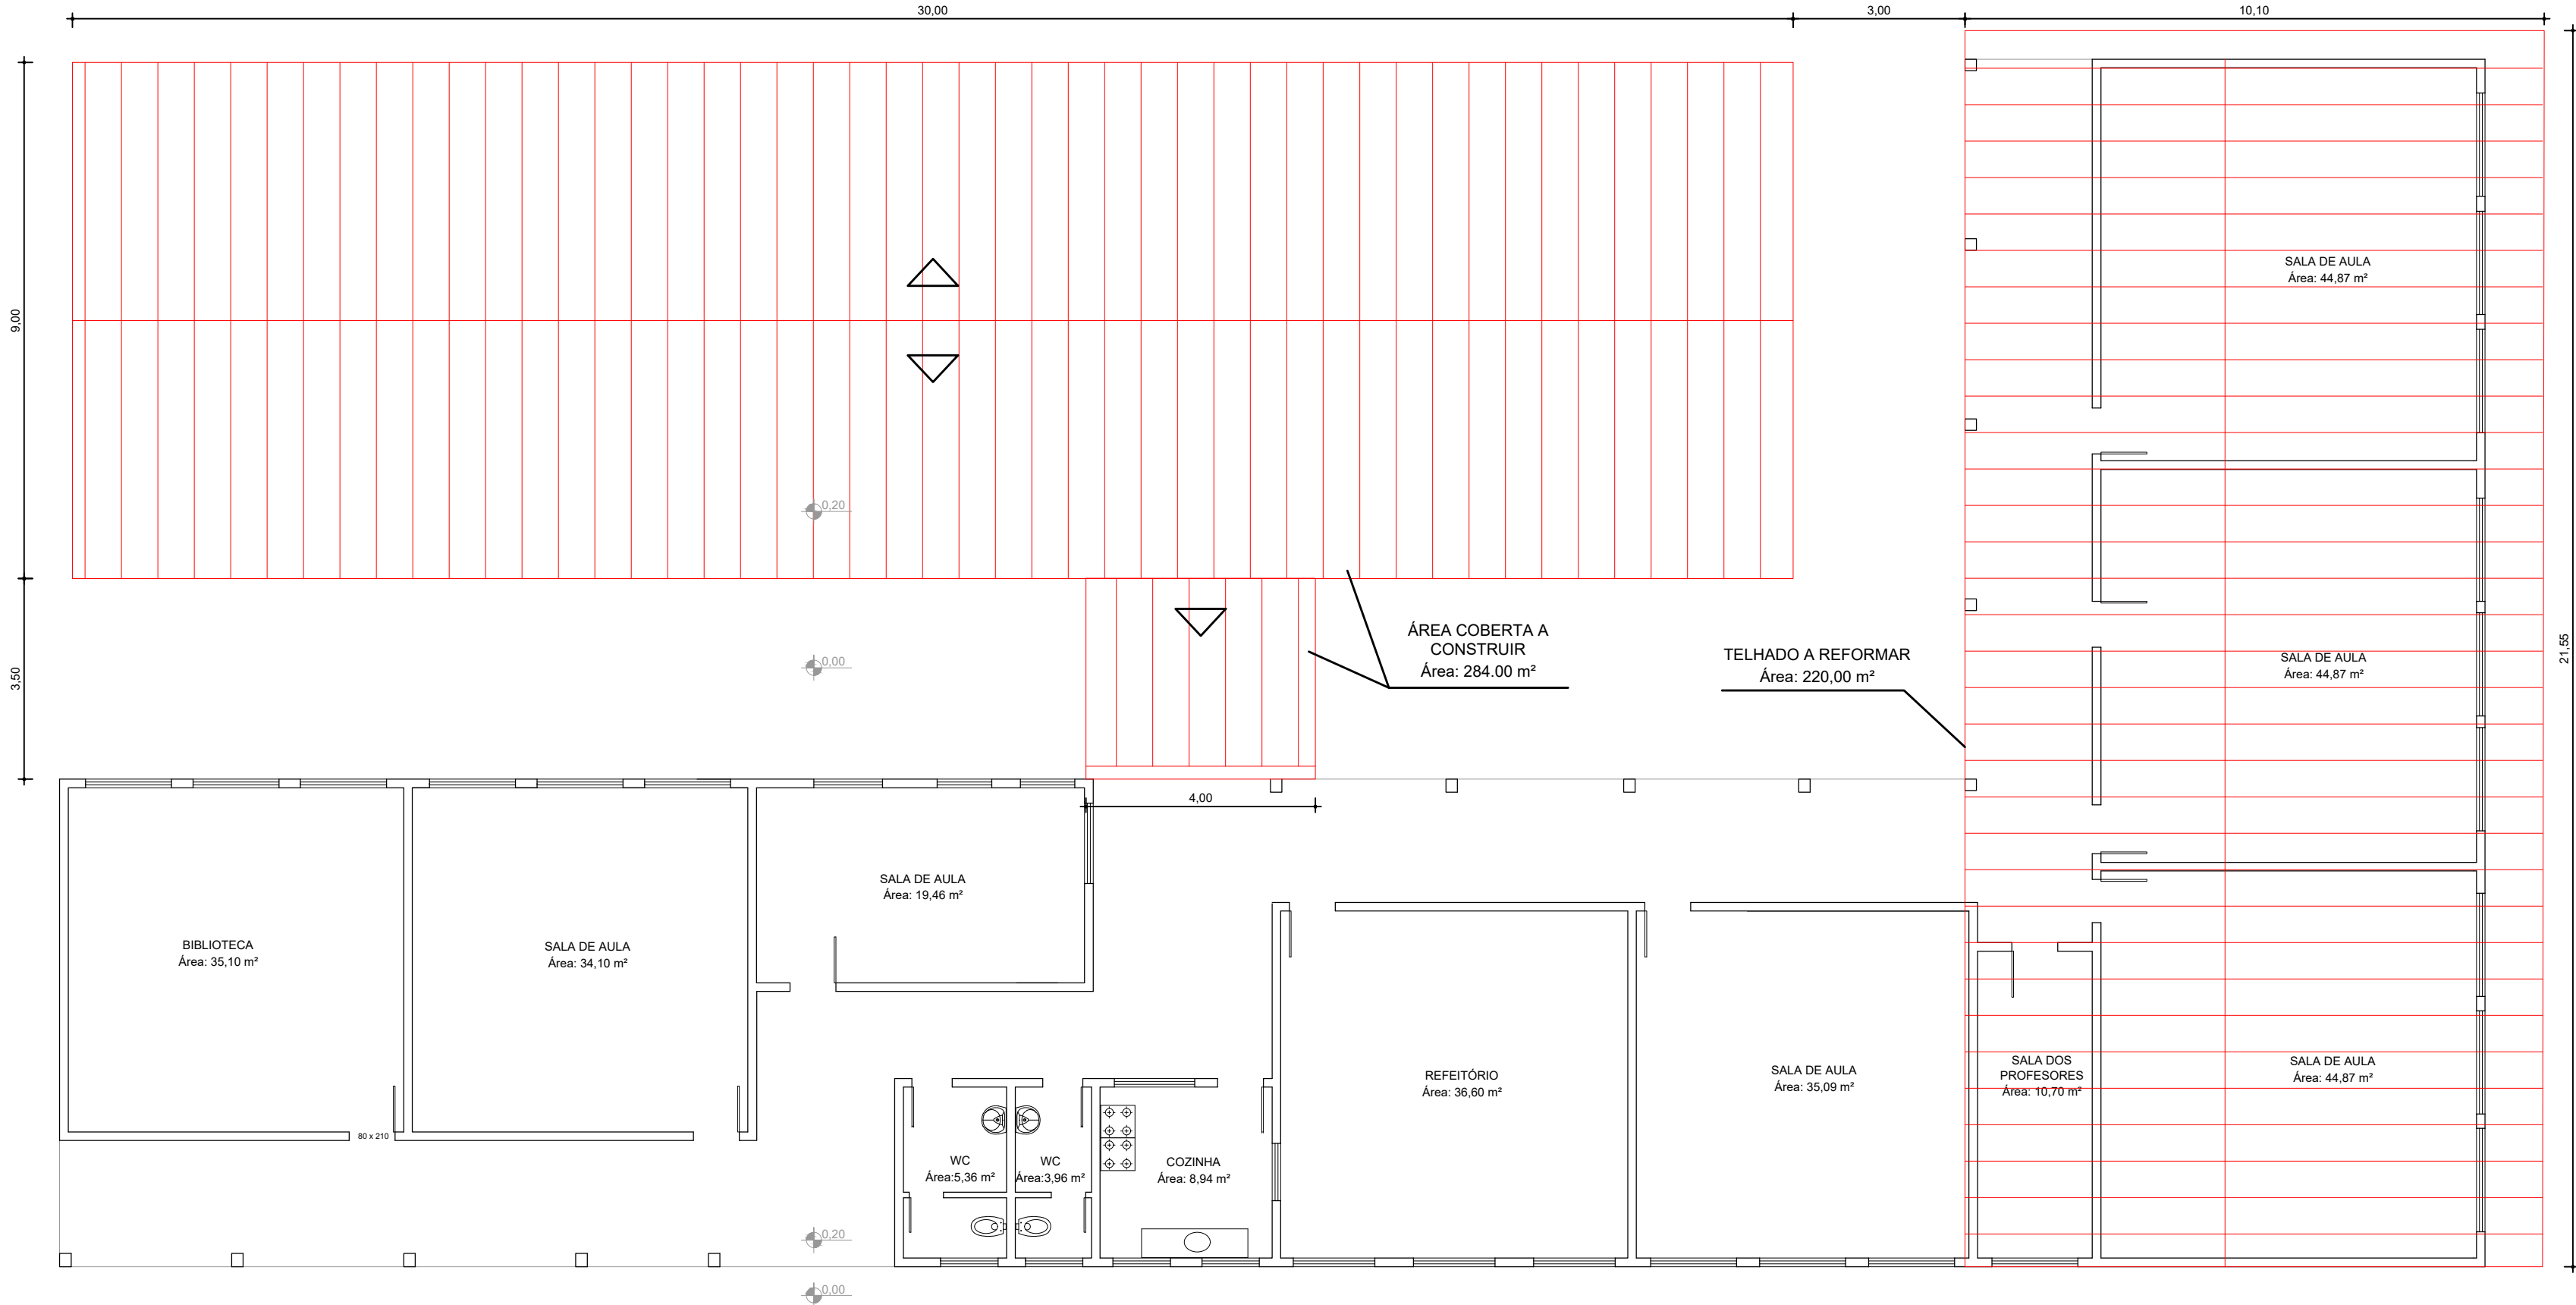 30,00
3,00
10,10
9,00
3,50
21,55
0,20
0,00
SALA DE AULA
Área: 44,87 m²
ÁREA COBERTA A
CONSTRUIR
Área: 284.00 m²
TELHADO A REFORMAR
Área: 220,00 m²
SALA DE AULA
Área: 44,87 m²
4,00
BIBLIOTECA
Área: 35,10 m²
SALA DE AULA
Área: 34,10 m²
SALA DE AULA
Área: 19,46 m²
80 x 210
WC
Área:5,36 m²
WC
Área:3,96 m²
COZINHA
Área: 8,94 m²
REFEITÓRIO
Área: 36,60 m²
SALA DE AULA
Área: 35,09 m²
SALA DOS
PROFESORES
Área: 10,70 m²
SALA DE AULA
Área: 44,87 m²
0,20
0,00